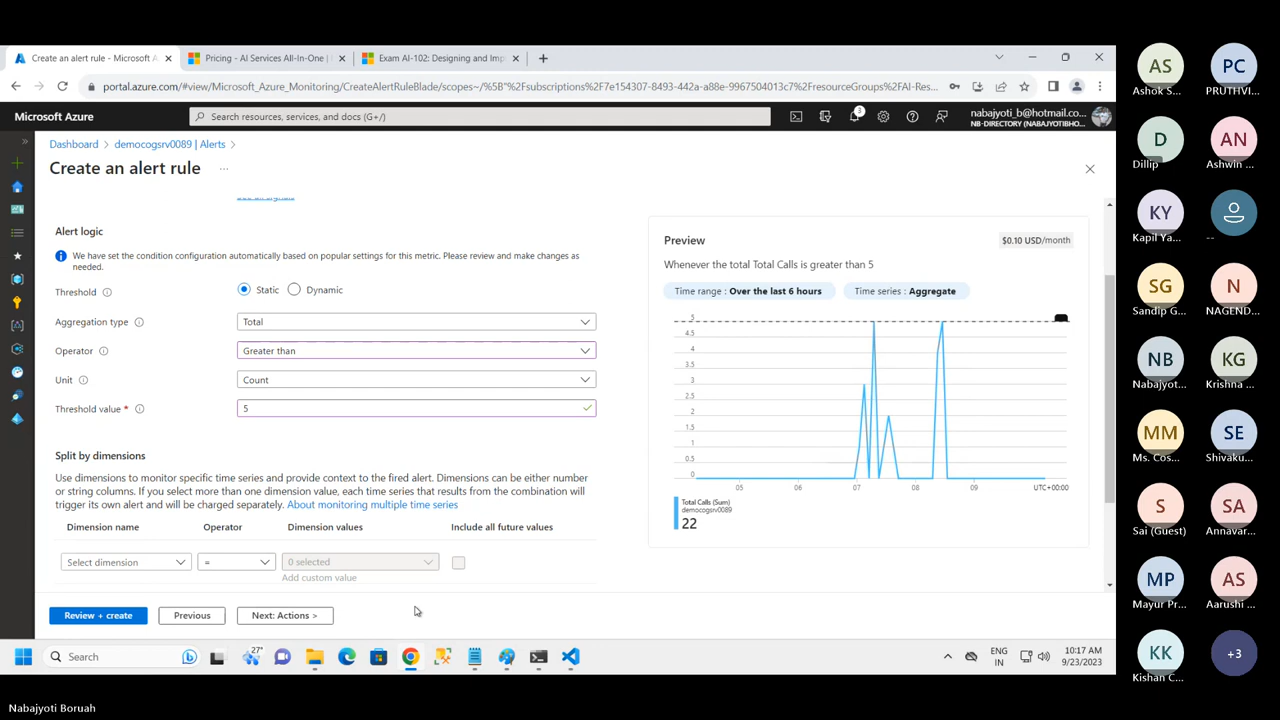 Create an alert rule - Microsoft A
Pricing - AI Services All-In-One |
Exam AI-102: Designing and Imp
portal.azure.com/#view/Microsoft_Azure_Monitoring/CreateAlertRuleBlade/scopes~/%5B"%2Fsubscriptions%2F7e154307-8493-442a-a88e-9967504013c7%2FresourceGroups%2FAI-Res...
Microsoft Azure
Search resources, services, and docs (G+/)
3
nabajyoti_b@hotmail.co...
NB-DIRECTORY (NABAJYOTIBHO...
Dashboard > democogsrv0089 | Alerts >
Create an alert rule
...
Alert logic
We have set the condition configuration automatically based on popular settings for this metric. Please review and make changes as
needed.
Threshold
Static
Dynamic
Aggregation type
Total
Operator
Greater than
Unit
Count
Threshold value *
5
Split by dimensions
Use dimensions to monitor specific time series and provide context to the fired alert. Dimensions can be either number
or string columns. If you select more than one dimension value, each time series that results from the combination will
trigger its own alert and will be charged separately. About monitoring multiple time series
Dimension name
Operator
Dimension values
Include all future values
Select dimension
=
0 selected
Add custom value
Review + create
Previous
Next: Actions >
Preview
$0.10 USD/month
Whenever the total Total Calls is greater than 5
Time range : Over the last 6 hours
Time series : Aggregate
5
4.5
4
3.5
3
2.5
2
1.5
1
0.5
0
05
06
07
08
09
UTC+00:00
Total Calls (Sum)
democogsrv0089
22
Search
27°
ENG
IN
10:17 AM
9/23/2023
AS
Ashok S...
PC
PRUTHVI...
D
Dillip
AN
Ashwin ...
KY
Kapil Ya...
--
SG
Sandip G...
N
NAGEND...
NB
Nabajyot...
KG
Krishna ...
MM
Ms. Cos...
SE
Shivaku...
S
Sai (Guest)
SA
Annavar...
MP
Mayur Pr...
AS
Aarushi ...
KK
Kishan C...
+3
Nabajyoti Boruah